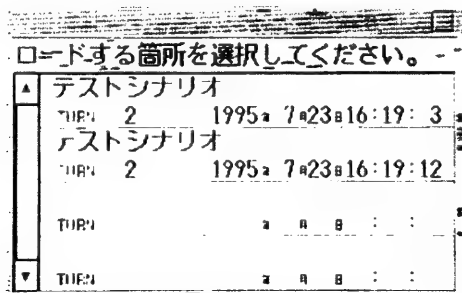 ロードする箇所を選択してください。
テストシナリオ
TURN 2 1995年 7月23日16:19: 3
テストシナリオ
TURN 2 1995年 7月23日16:19:12
TURN 年 月 日 : :
TURN 年 月 日 : :